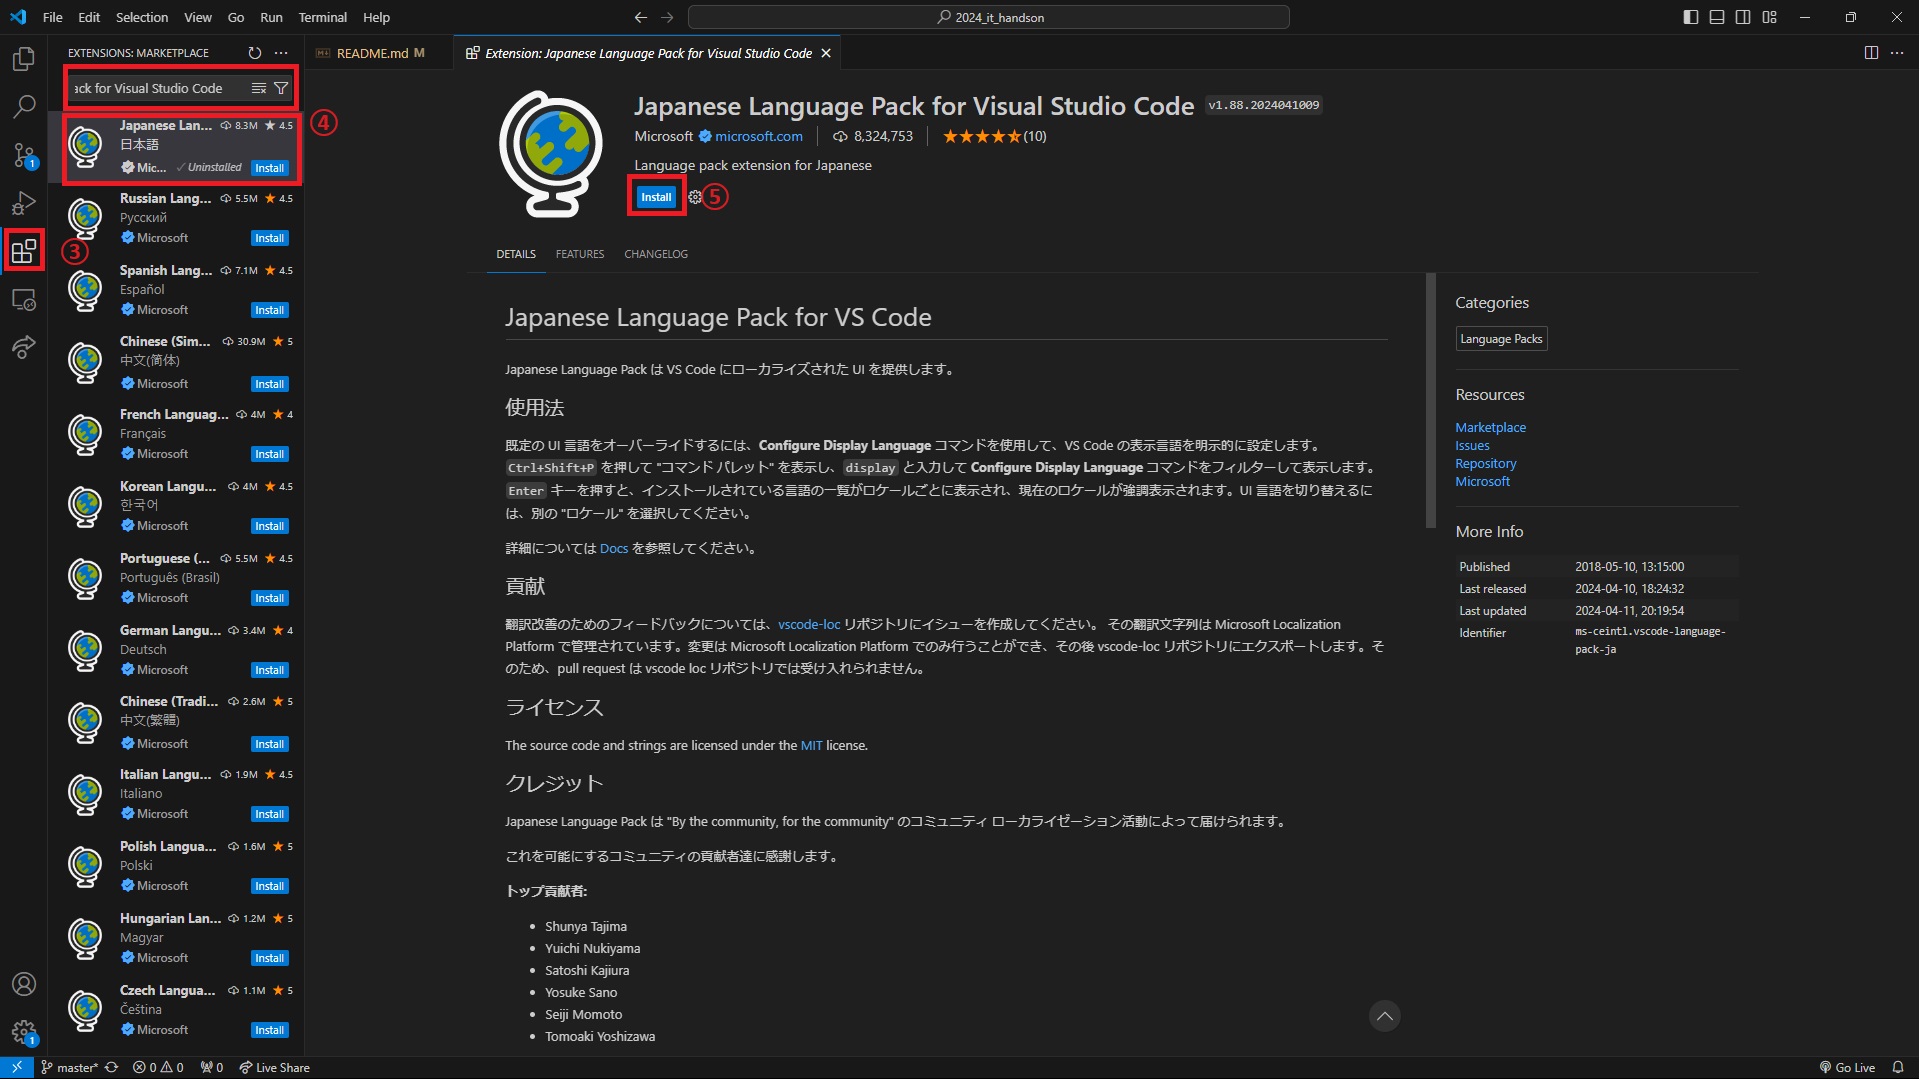 File Edit Selection View Go Run Terminal Help
2024_it_handson
EXTENSIONS: MARKETPLACE
ack for Visual Studio Code
④
Japanese Lan... 8.3M ★ 4.5
日本語
Mic... ✓Uninstalled Install
Russian Lang... 5.5M ★ 4.5
Русский
Microsoft Install
③
Spanish Lang... 7.1M ★ 4.5
Español
Microsoft Install
Chinese (Sim... 30.9M ★ 5
中文(简体)
Microsoft Install
French Languag... 4M ★ 4
Français
Microsoft Install
Korean Langu... 4M ★ 4.5
한국어
Microsoft Install
Portuguese (... 5.5M ★ 4.5
Português (Brasil)
Microsoft Install
German Langu... 3.4M ★ 4
Deutsch
Microsoft Install
Chinese (Tradi... 2.6M ★ 5
中文(繁體)
Microsoft Install
Italian Langu... 1.9M ★ 4.5
Italiano
Microsoft Install
Polish Langua... 1.6M ★ 5
Polski
Microsoft Install
Hungarian Lan... 1.2M ★ 5
Magyar
Microsoft Install
Czech Langua... 1.1M ★ 5
Čeština
Microsoft Install
1
1
README.md M
Extension: Japanese Language Pack for Visual Studio Code
Japanese Language Pack for Visual Studio Code v1.88.2024041009
Microsoft microsoft.com 8,324,753 ★★★★★(10)
Language pack extension for Japanese
Install ⑤
DETAILS FEATURES CHANGELOG
Japanese Language Pack for VS Code
Japanese Language Pack は VS Code にローカライズされた UI を提供します。
使用法
既定の UI 言語をオーバーライドするには、Configure Display Language コマンドを使用して、VS Code の表示言語を明示的に設定します。
Ctrl+Shift+P を押して "コマンド パレット" を表示し、display と入力して Configure Display Language コマンドをフィルターして表示します。
Enter キーを押すと、インストールされている言語の一覧がロケールごとに表示され、現在のロケールが強調表示されます。UI 言語を切り替えるに
は、別の "ロケール" を選択してください。
詳細については Docs を参照してください。
貢献
翻訳改善のためのフィードバックについては、vscode-loc リポジトリにイシューを作成してください。 その翻訳文字列は Microsoft Localization
Platform で管理されています。変更は Microsoft Localization Platform でのみ行うことができ、その後 vscode-loc リポジトリにエクスポートします。そ
のため、pull request は vscode loc リポジトリでは受け入れられません。
ライセンス
The source code and strings are licensed under the MIT license.
クレジット
Japanese Language Pack は "By the community, for the community" のコミュニティ ローカライゼーション活動によって届けられます。
これを可能にするコミュニティの貢献者達に感謝します。
トップ貢献者:
• Shunya Tajima
• Yuichi Nukiyama
• Satoshi Kajiura
• Yosuke Sano
• Seiji Momoto
• Tomoaki Yoshizawa
Categories
Language Packs
Resources
Marketplace
Issues
Repository
Microsoft
More Info
Published 2018-05-10, 13:15:00
Last released 2024-04-10, 18:24:32
Last updated 2024-04-11, 20:19:54
Identifier ms-ceintl.vscode-language-
pack-ja
master* 0 0 0 Live Share Go Live